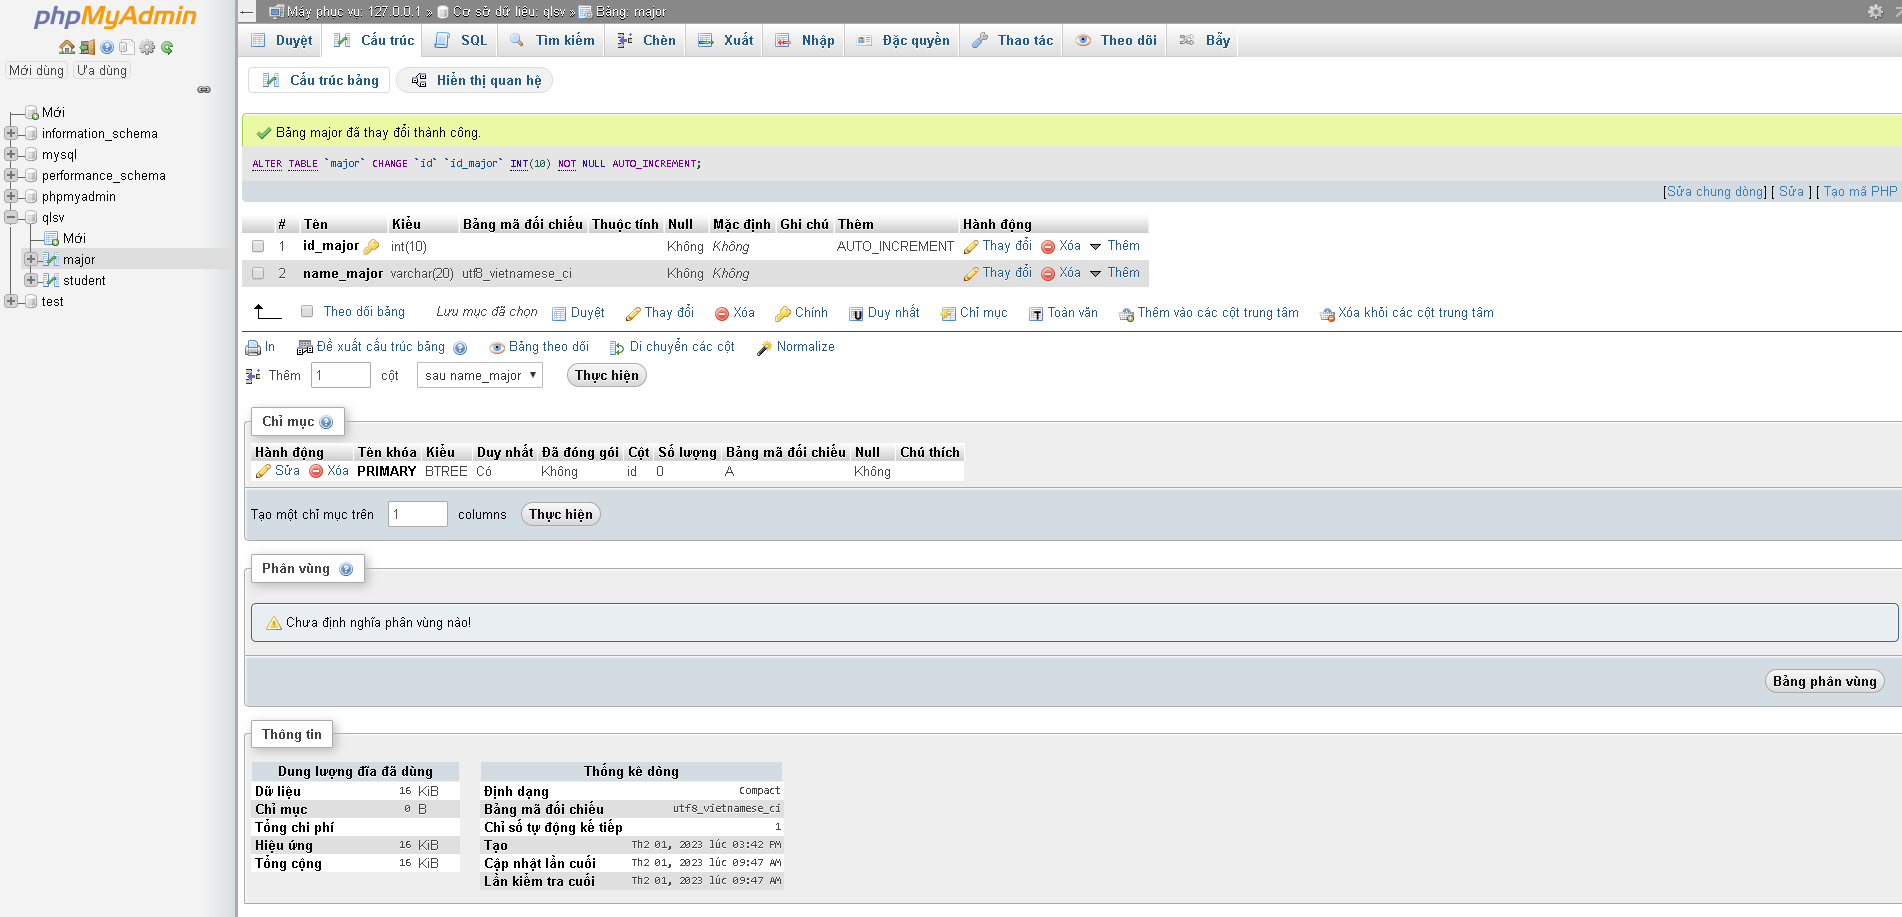 phpMyAdmin
Mới dùng Ưa dùng
Mới
information_schema
mysql
performance_schema
phpmyadmin
qlsv
Mới
major
student
test
Máy phục vụ: 127.0.0.1 » Cơ sở dữ liệu: qlsv » Bảng: major
Duyệt Cấu trúc SQL Tìm kiếm Chèn Xuất Nhập Đặc quyền Thao tác Theo dõi Bẫy
Cấu trúc bảng Hiển thị quan hệ
Bảng major đã thay đổi thành công.
ALTER TABLE `major` CHANGE `id` `id_major` INT(10) NOT NULL AUTO_INCREMENT;
[Sửa chung dòng] [ Sửa ] [ Tạo mã PHP
# Tên Kiểu Bảng mã đối chiếu Thuộc tính Null Mặc định Ghi chú Thêm Hành động
1 id_major int(10) Không Không AUTO_INCREMENT Thay đổi Xóa Thêm
2 name_major varchar(20) utf8_vietnamese_ci Không Không Thay đổi Xóa Thêm
Theo dõi bảng Lưu mục đã chọn Duyệt Thay đổi Xóa Chính Duy nhất Chỉ mục Toàn văn Thêm vào các cột trung tâm Xóa khỏi các cột trung tâm
In Đề xuất cấu trúc bảng Bảng theo dõi Di chuyển các cột Normalize
Thêm 1 cột sau name_major Thực hiện
Chỉ mục
Hành động Tên khóa Kiểu Duy nhất Đã đóng gói Cột Số lượng Bảng mã đối chiếu Null Chú thích
Sửa Xóa PRIMARY BTREE Có Không id 0 A Không
Tạo một chỉ mục trên 1 columns Thực hiện
Phân vùng
Chưa định nghĩa phân vùng nào!
Bảng phân vùng
Thông tin
Dung lượng đĩa đã dùng
Dữ liệu 16 KiB
Chỉ mục 0 B
Tổng chi phí
Hiệu ứng 16 KiB
Tổng cộng 16 KiB
Thống kê dòng
Định dạng Compact
Bảng mã đối chiếu utf8_vietnamese_ci
Chỉ số tự động kế tiếp 1
Tạo Th2 01, 2023 lúc 03:42 PM
Cập nhật lần cuối Th2 01, 2023 lúc 09:47 AM
Lần kiểm tra cuối Th2 01, 2023 lúc 09:47 AM